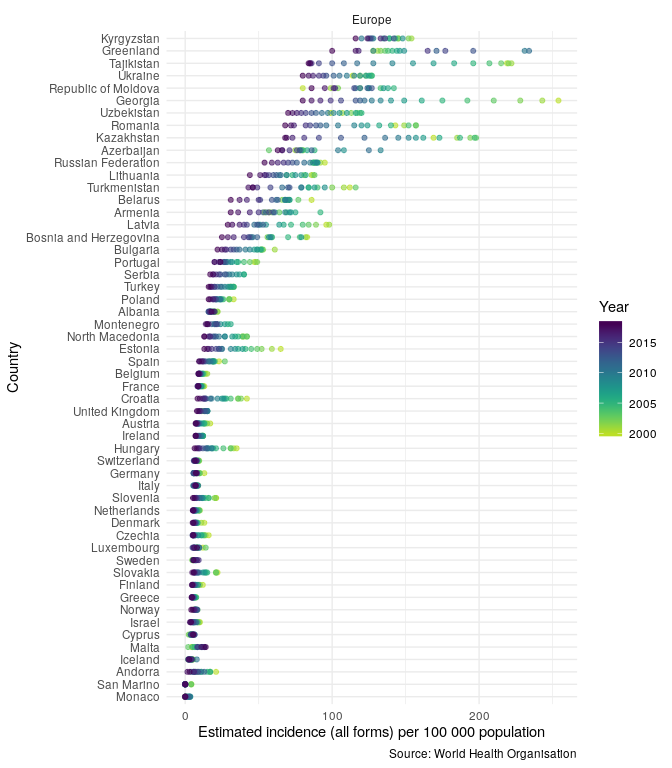 Europe
Kyrgyzstan
Greenland
Tajikistan
Ukraine
Republic of Moldova
Georgia
Uzbekistan
Romania
Kazakhstan
Azerbaijan
Russian Federation
Lithuania
Turkmenistan
Belarus
Armenia
Latvia
Bosnia and Herzegovina
Bulgaria
Portugal
Serbia
Turkey
Poland
Albania
Montenegro
North Macedonia
Estonia
Spain
Belgium
France
Croatia
United Kingdom
Austria
Ireland
Hungary
Switzerland
Germany
Italy
Slovenia
Netherlands
Denmark
Czechia
Luxembourg
Sweden
Slovakia
Finland
Greece
Norway
Israel
Cyprus
Malta
Iceland
Andorra
San Marino
Monaco
Country
0 100 200
Estimated incidence (all forms) per 100 000 population
Source: World Health Organisation
Year
2015
2010
2005
2000